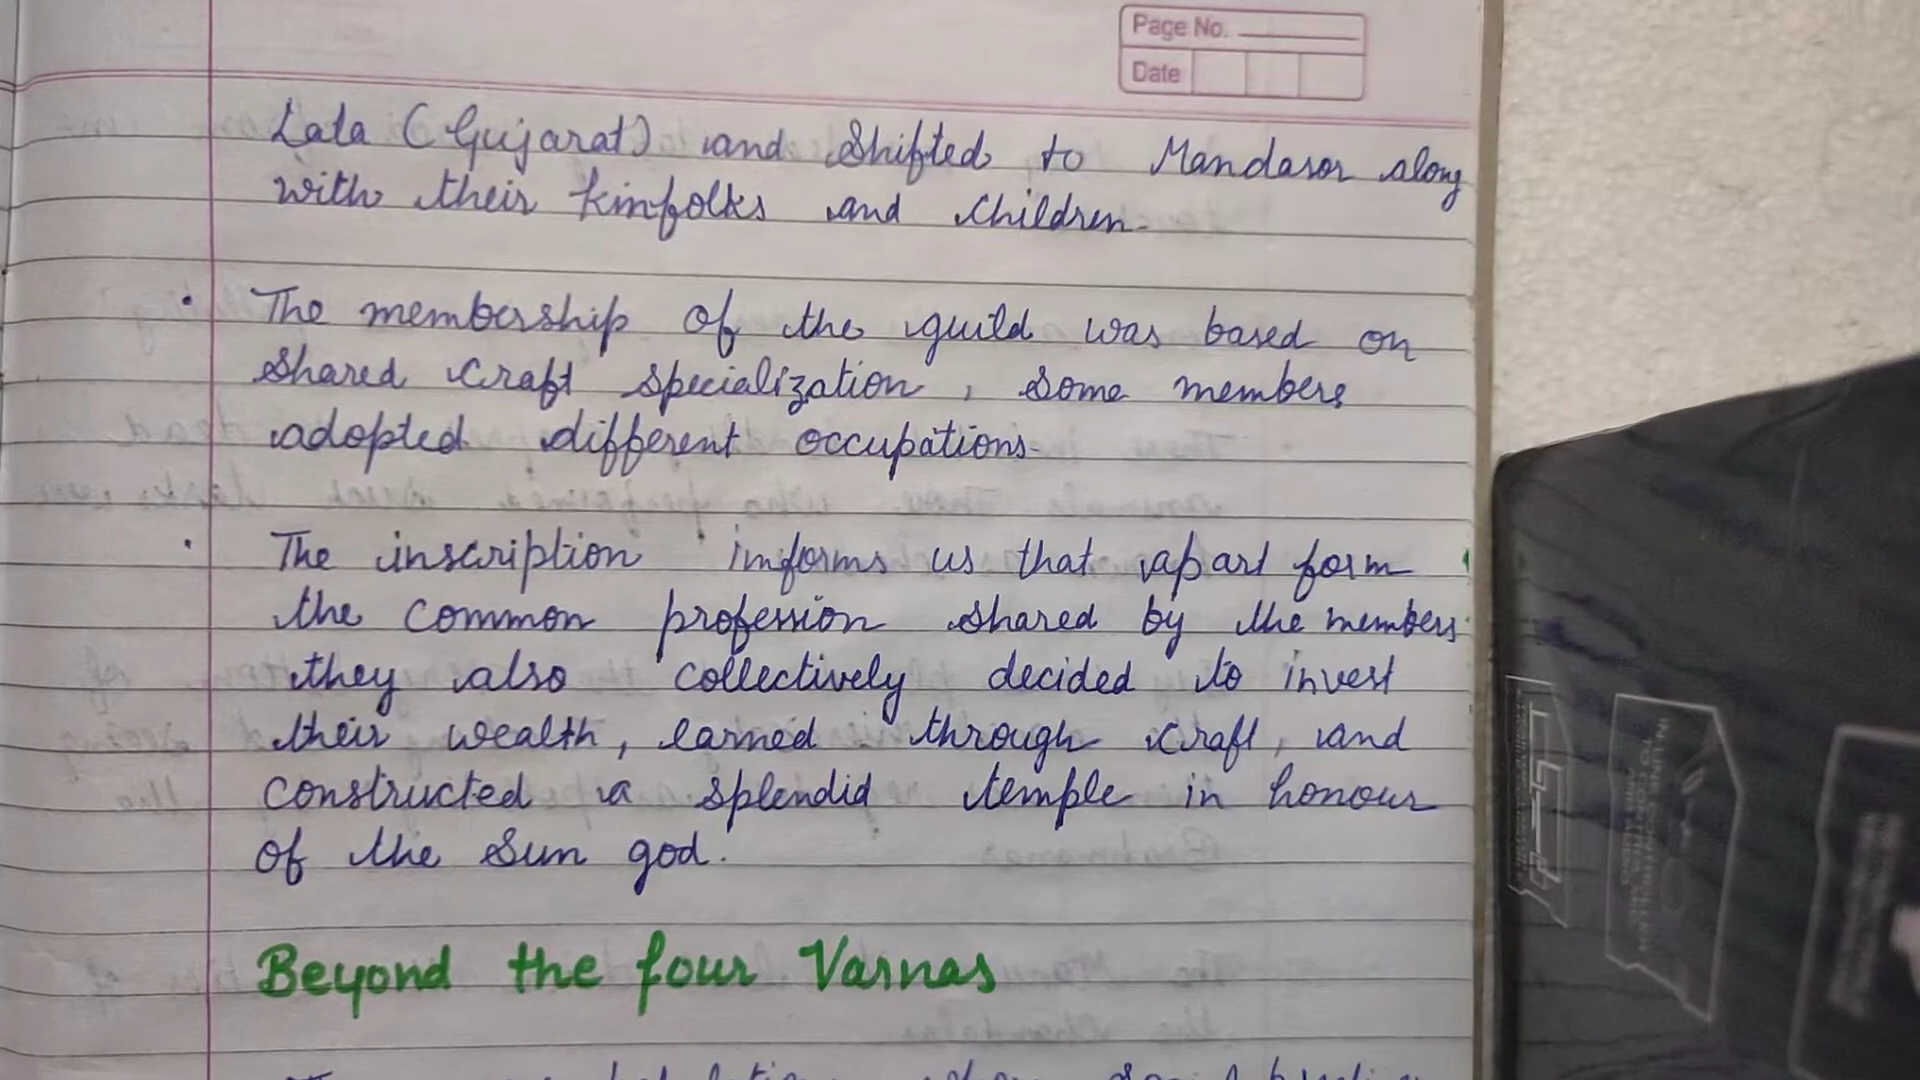 Page No.
Date
Lata (Gujarat) and Shifted to Mandasor along
with their kinfolks and children.
• The membership of the guild was based on
Shared craft specialization, some members
adopted different occupations.
• The inscription informs us that apart form
the common profession shared by the members
they also collectively decided to invest
their wealth, earned through craft, and
constructed a splendid temple in honour
of the Sun god.
Beyond the four Varnas